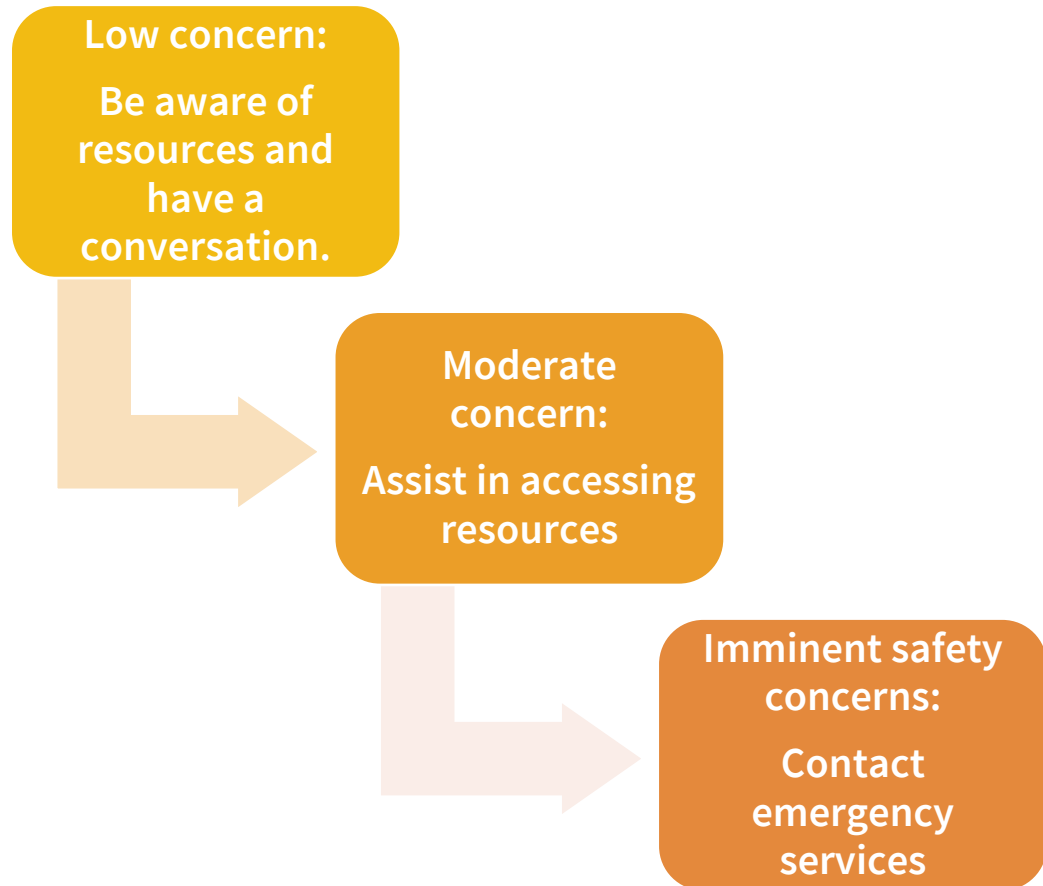 Low concern:
Be aware of
resources and
have a
conversation.
Moderate
concern:
Assist in accessing
resources
Imminent safety
concerns:
Contact
emergency
services